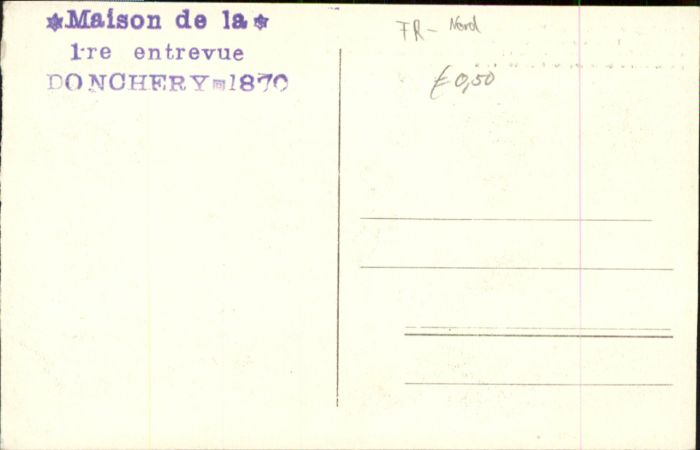 *Maison de la*
1re entrevue
DONCHERY=1870
FR - Nord
€ 0,50